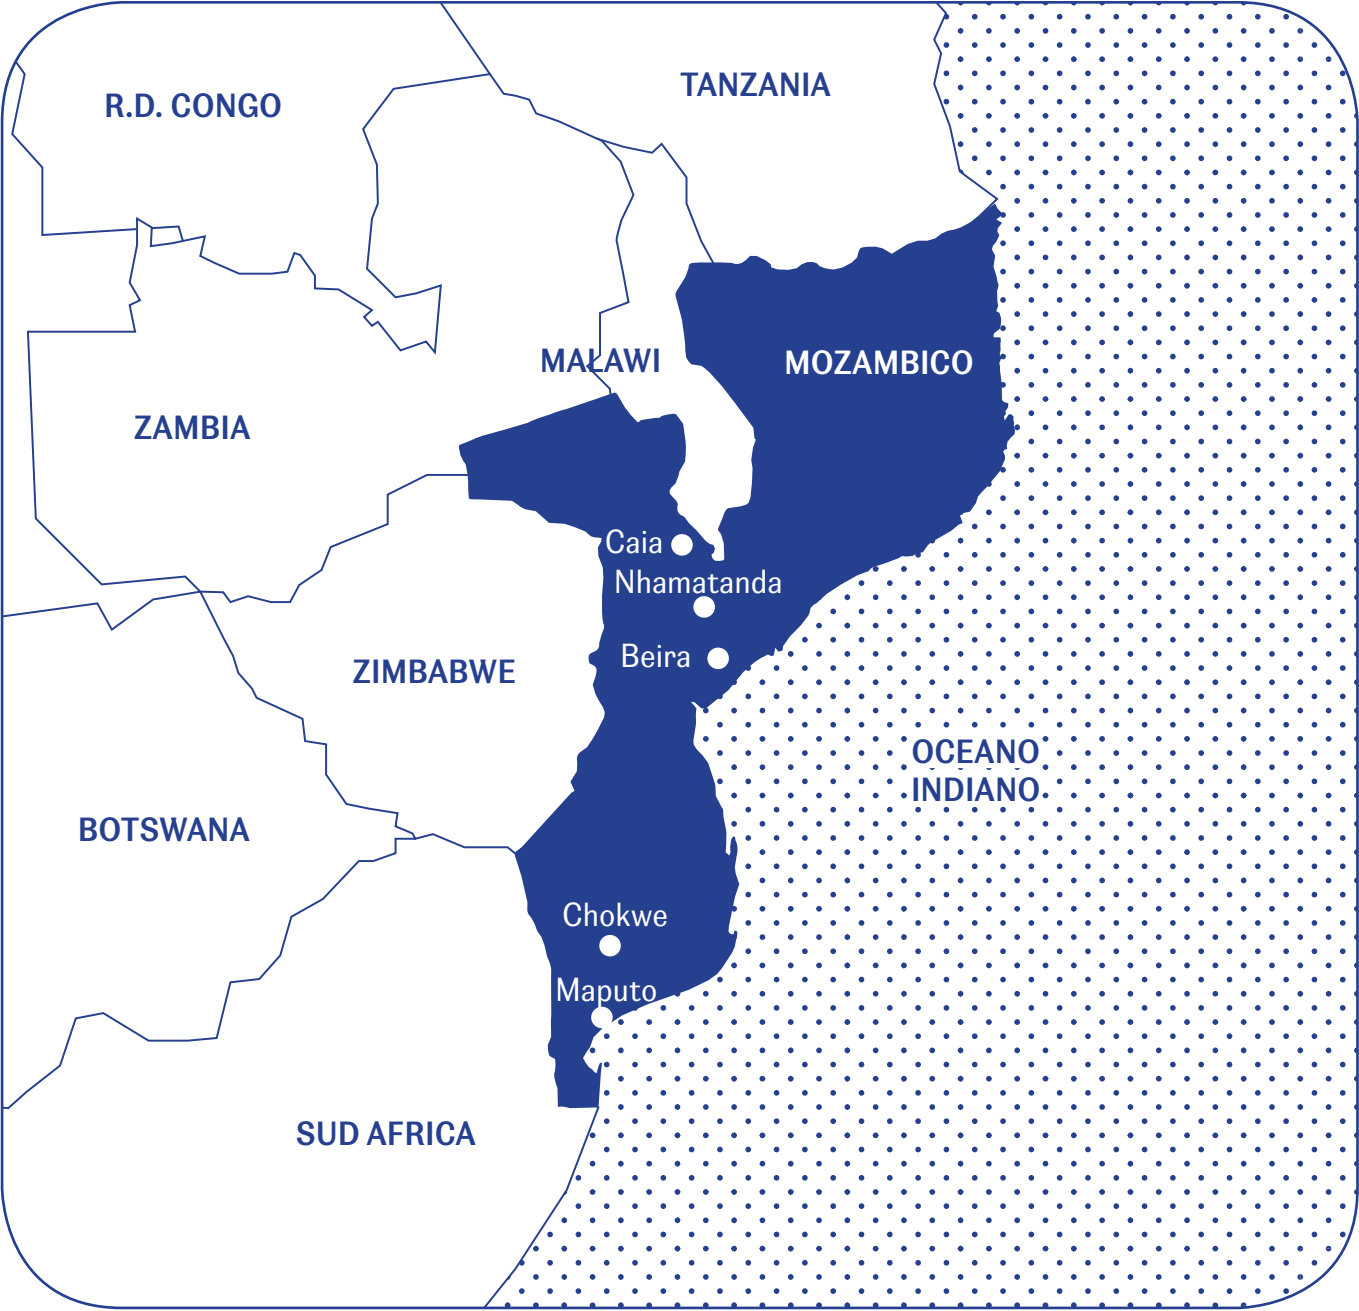 TANZANIA
R.D. CONGO
MALAWI
MOZAMBICO
ZAMBIA
Caia
Nhamatanda
Beira
ZIMBABWE
OCEANO
INDIANO
BOTSWANA
Chokwe
Maputo
SUD AFRICA